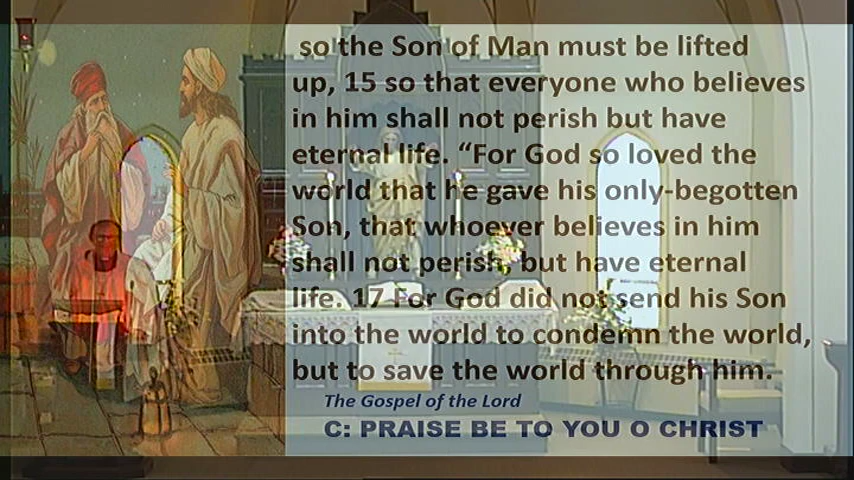 so the Son of Man must be lifted
up, 15 so that everyone who believes
in him shall not perish but have
eternal life. “For God so loved the
world that he gave his only-begotten
Son, that whoever believes in him
shall not perish, but have eternal
life. 17 For God did not send his Son
into the world to condemn the world,
but to save the world through him.
The Gospel of the Lord
C: PRAISE BE TO YOU O CHRIST